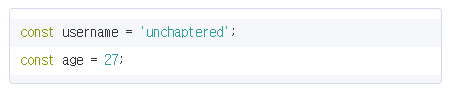 const username = 'unchaptered';
const age = 27;